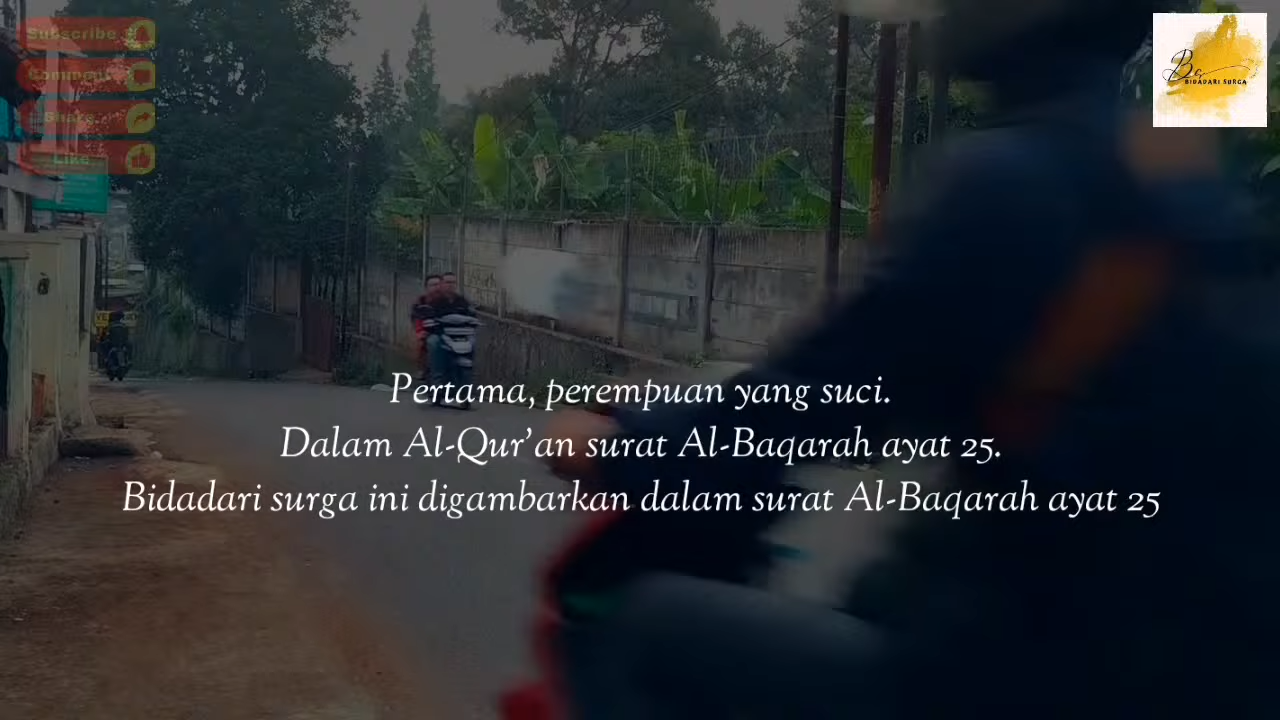 Subscribe
Comment
Share
Like
Bs
BIDADARI SURGA
Pertama, perempuan yang suci.
Dalam Al-Qur’an surat Al-Baqarah ayat 25.
Bidadari surga ini digambarkan dalam surat Al-Baqarah ayat 25